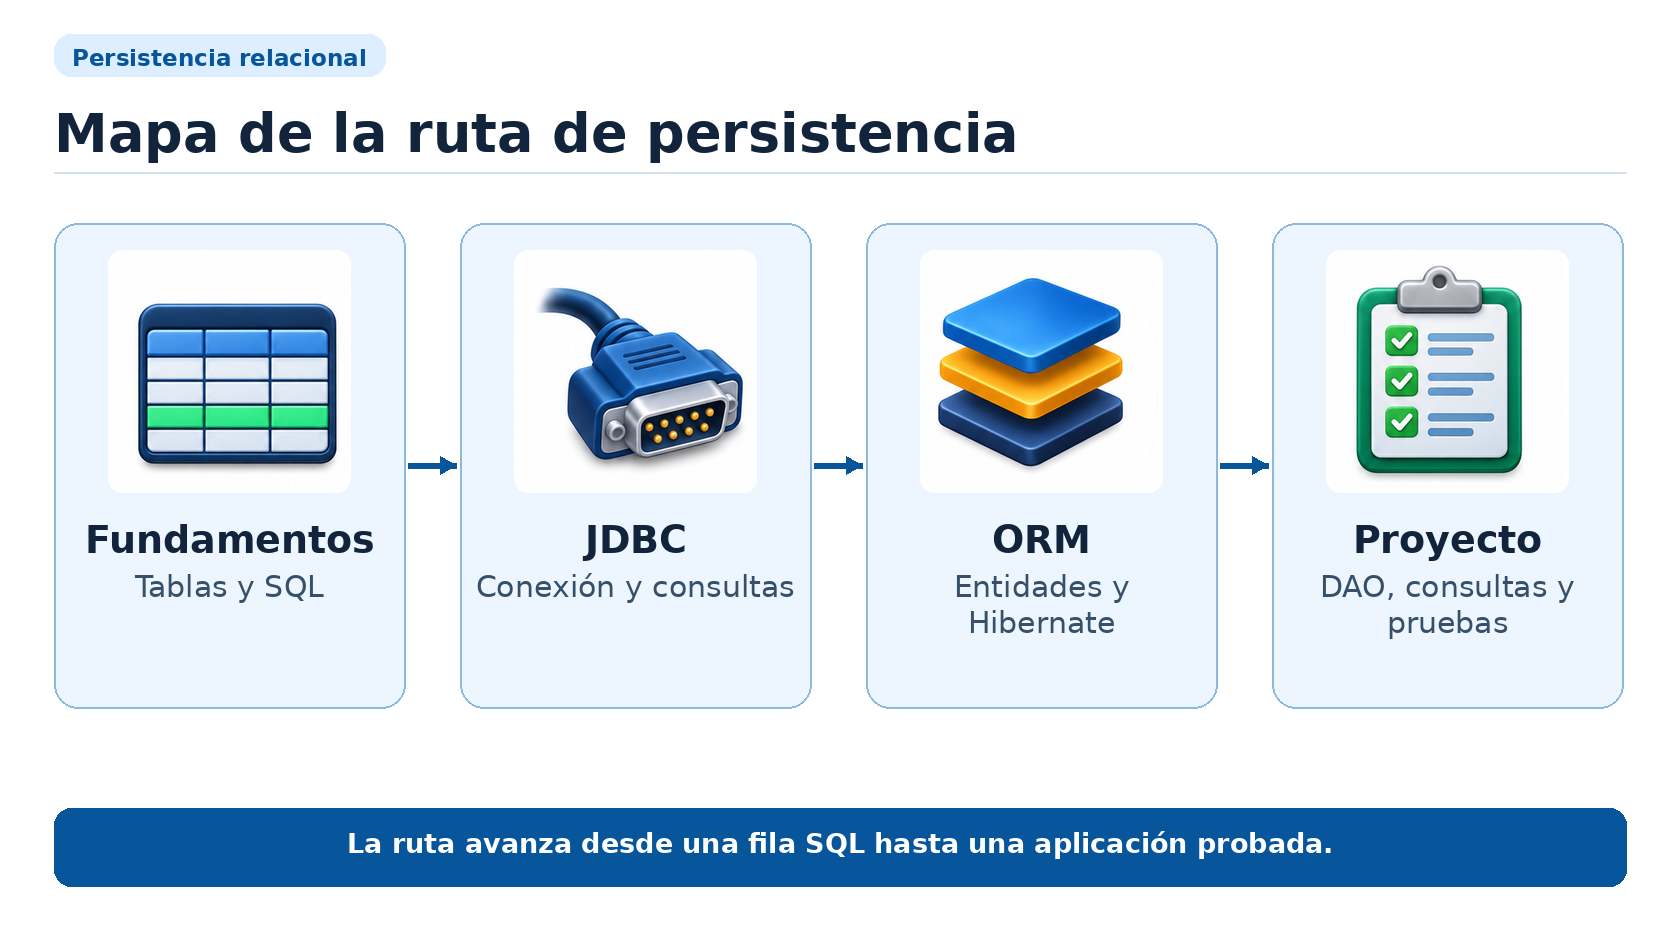 Persistencia relacional
Mapa de la ruta de persistencia
Fundamentos
Tablas y SQL
JDBC
Conexión y consultas
ORM
Entidades y
Hibernate
Proyecto
DAO, consultas y
pruebas
La ruta avanza desde una fila SQL hasta una aplicación probada.